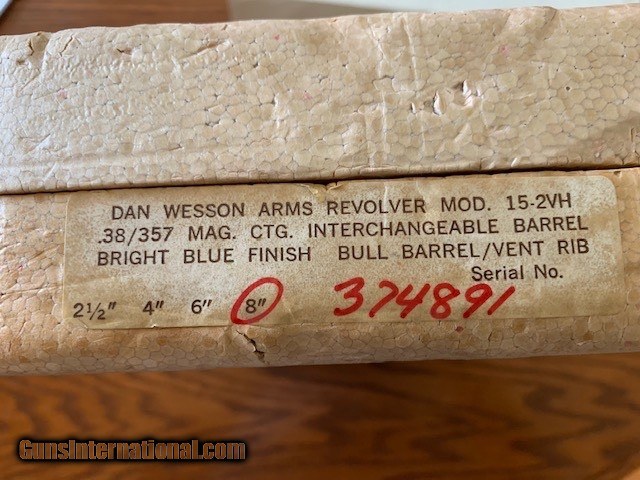 DAN WESSON ARMS REVOLVER MOD. 15-2VH
.38/357 MAG. CTG. INTERCHANGEABLE BARREL
BRIGHT BLUE FINISH BULL BARREL/VENT RIB
Serial No.
2½" 4" 6" 8" 374891
GunsInternational.com